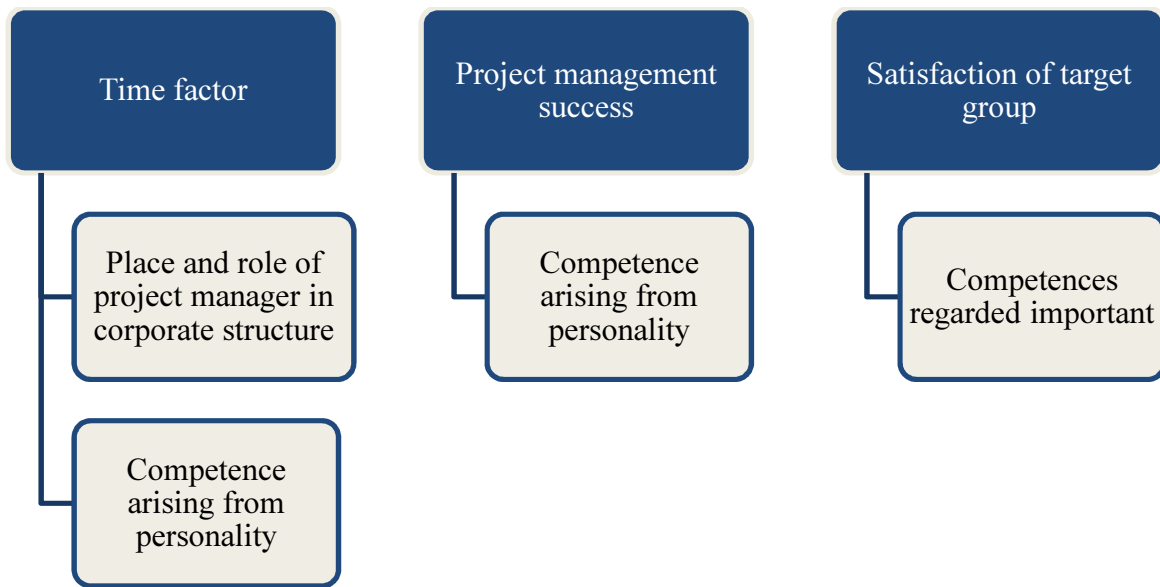 Time factor
Place and role of
project manager in
corporate structure
Competence
arising from
personality
Project management
success
Competence
arising from
personality
Satisfaction of target
group
Competences
regarded important